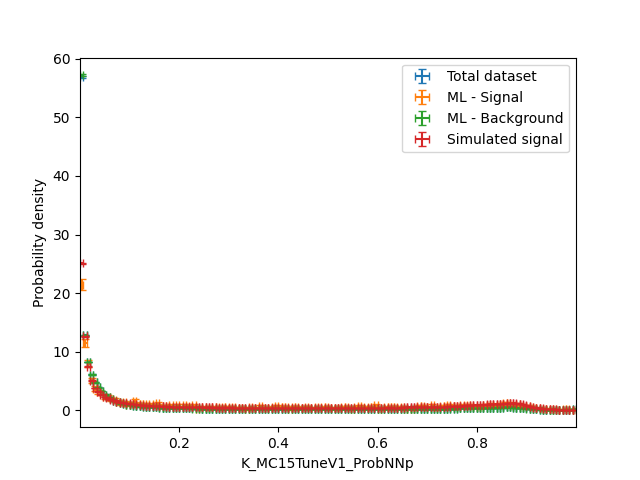 60
50
40
30
20
10
0
Probability density
0.2
0.4
0.6
0.8
K_MC15TuneV1_ProbNNp
Total dataset
ML - Signal
ML - Background
Simulated signal